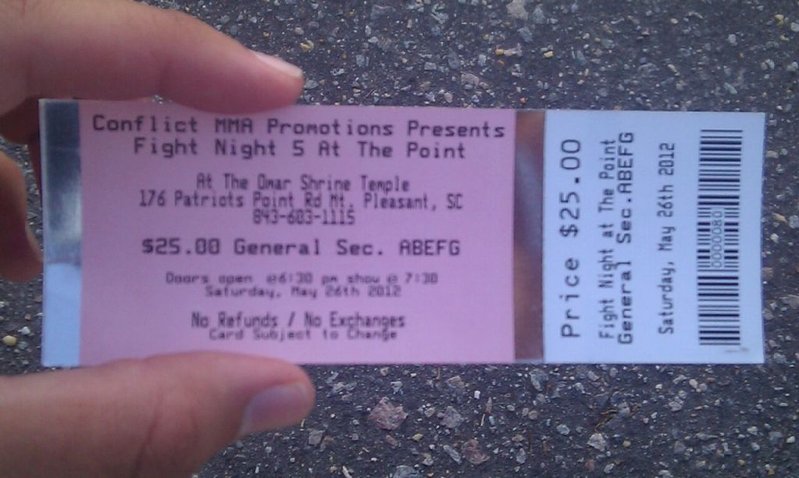 Conflict MMA Promotions Presents
Fight Night 5 At The Point
At The Omar Shrine Temple
176 Patriots Point Rd Mt. Pleasant, SC
843-603-1115
$25.00 General Sec. ABEFG
Doors open @6:30 pm show @ 7:30
Saturday, May 26th 2012
No Refunds / No Exchanges
Card Subject to Change
Price $25.00
Fight Night at The Point
General Sec.ABEFG
Saturday, May 26th 2012
0000080